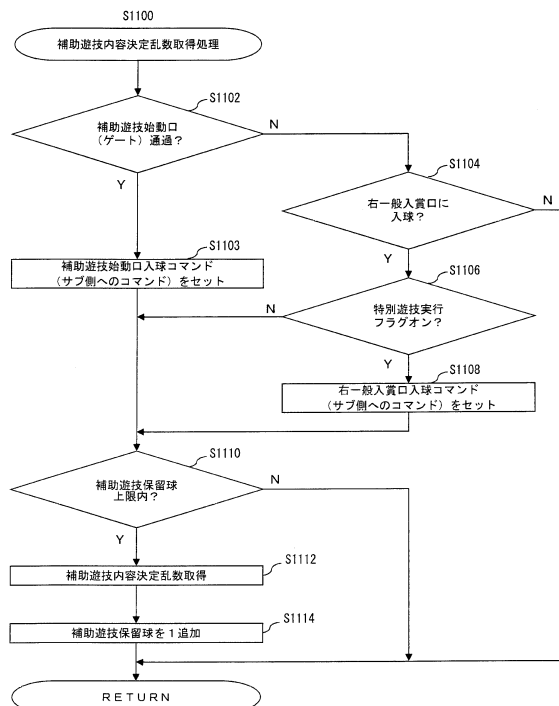 S1100
補助遊技内容決定乱数取得処理
S1102
補助遊技始動口
(ゲート)通過?
N
Y
S1104
右一般入賞口に
入球?
N
Y
S1103
補助遊技始動口入球コマンド
(サブ側へのコマンド)をセット
S1106
特別遊技実行
フラグオン?
N
Y
S1108
右一般入賞口入球コマンド
(サブ側へのコマンド)をセット
S1110
補助遊技保留球
上限内?
N
Y
S1112
補助遊技内容決定乱数取得
S1114
補助遊技保留球を1追加
RETURN